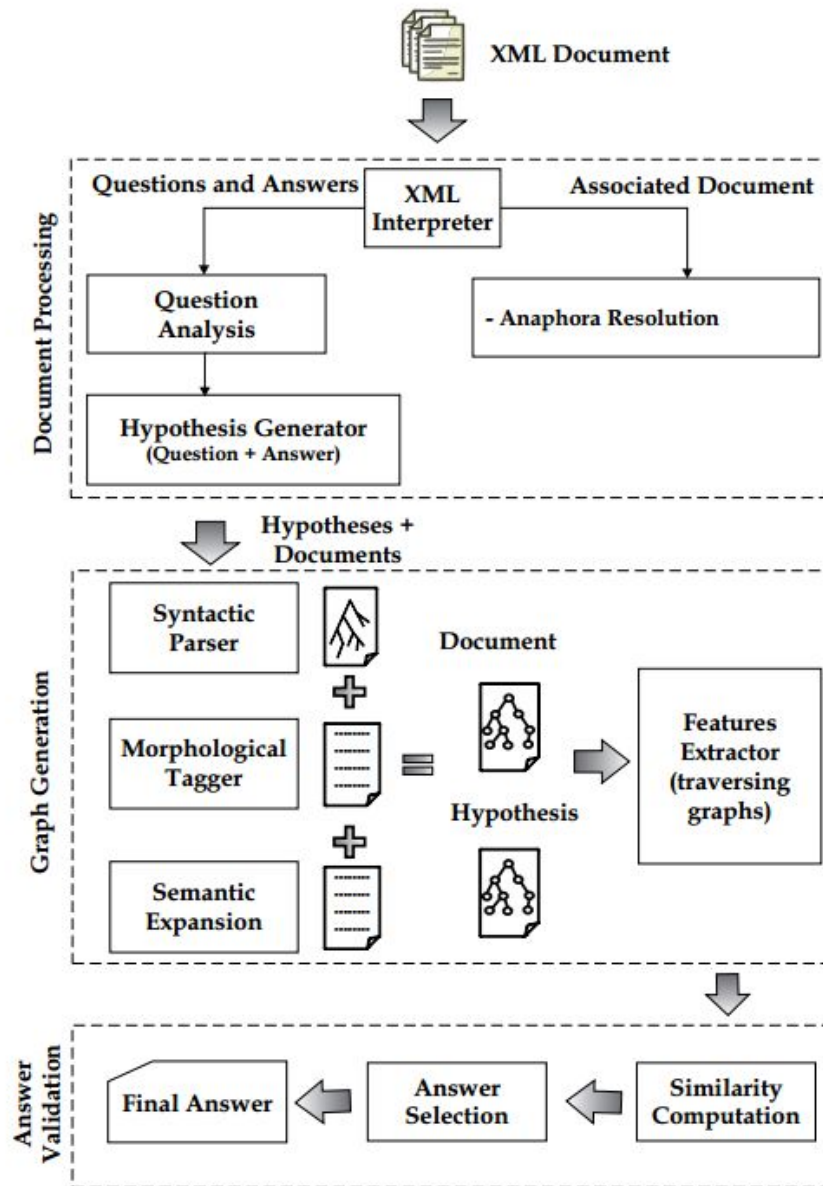 XML Document
Questions and Answers
XML
Interpreter
Associated Document
Question
Analysis
- Anaphora Resolution
Hypothesis Generator
(Question + Answer)
Document Processing
Hypotheses +
Documents
Syntactic
Parser
Document
Morphological
Tagger
Features
Extractor
(traversing
graphs)
Hypothesis
Semantic
Expansion
Graph Generation
Final Answer
Answer
Selection
Similarity
Computation
Answer
Validation